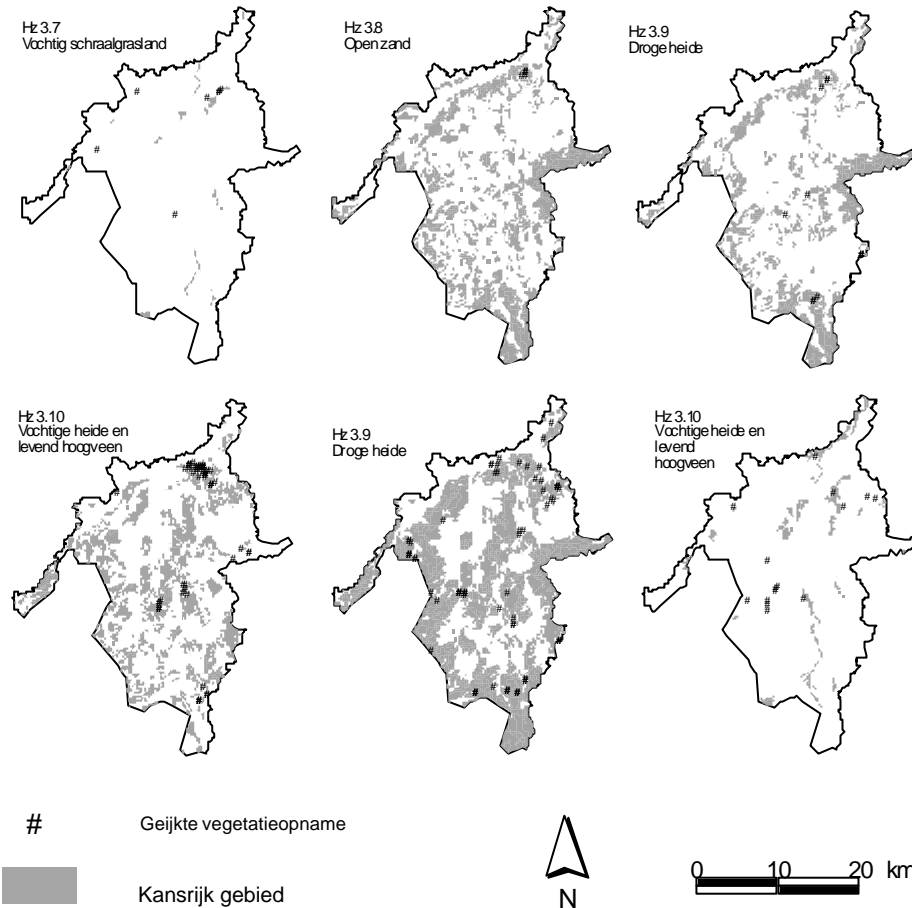 Hz 3.7
Vochtig schraalgrasland
Hz 3.8
Open zand
Hz 3.9
Droge heide
Hz 3.10
Vochtige heide en
levend hoogveen
Hz 3.9
Droge heide
Hz 3.10
Vochtige heide en
levend
hoogveen
# Geijkte vegetatieopname
Kansrijk gebied
N
0 10 20 km